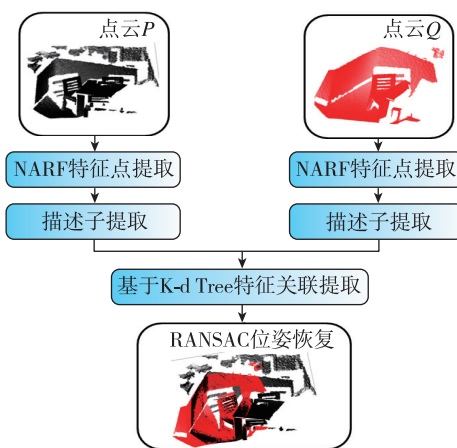 点云P
点云Q
NARF特征点提取
NARF特征点提取
描述子提取
描述子提取
基于K-d Tree特征关联提取
RANSAC位姿恢复